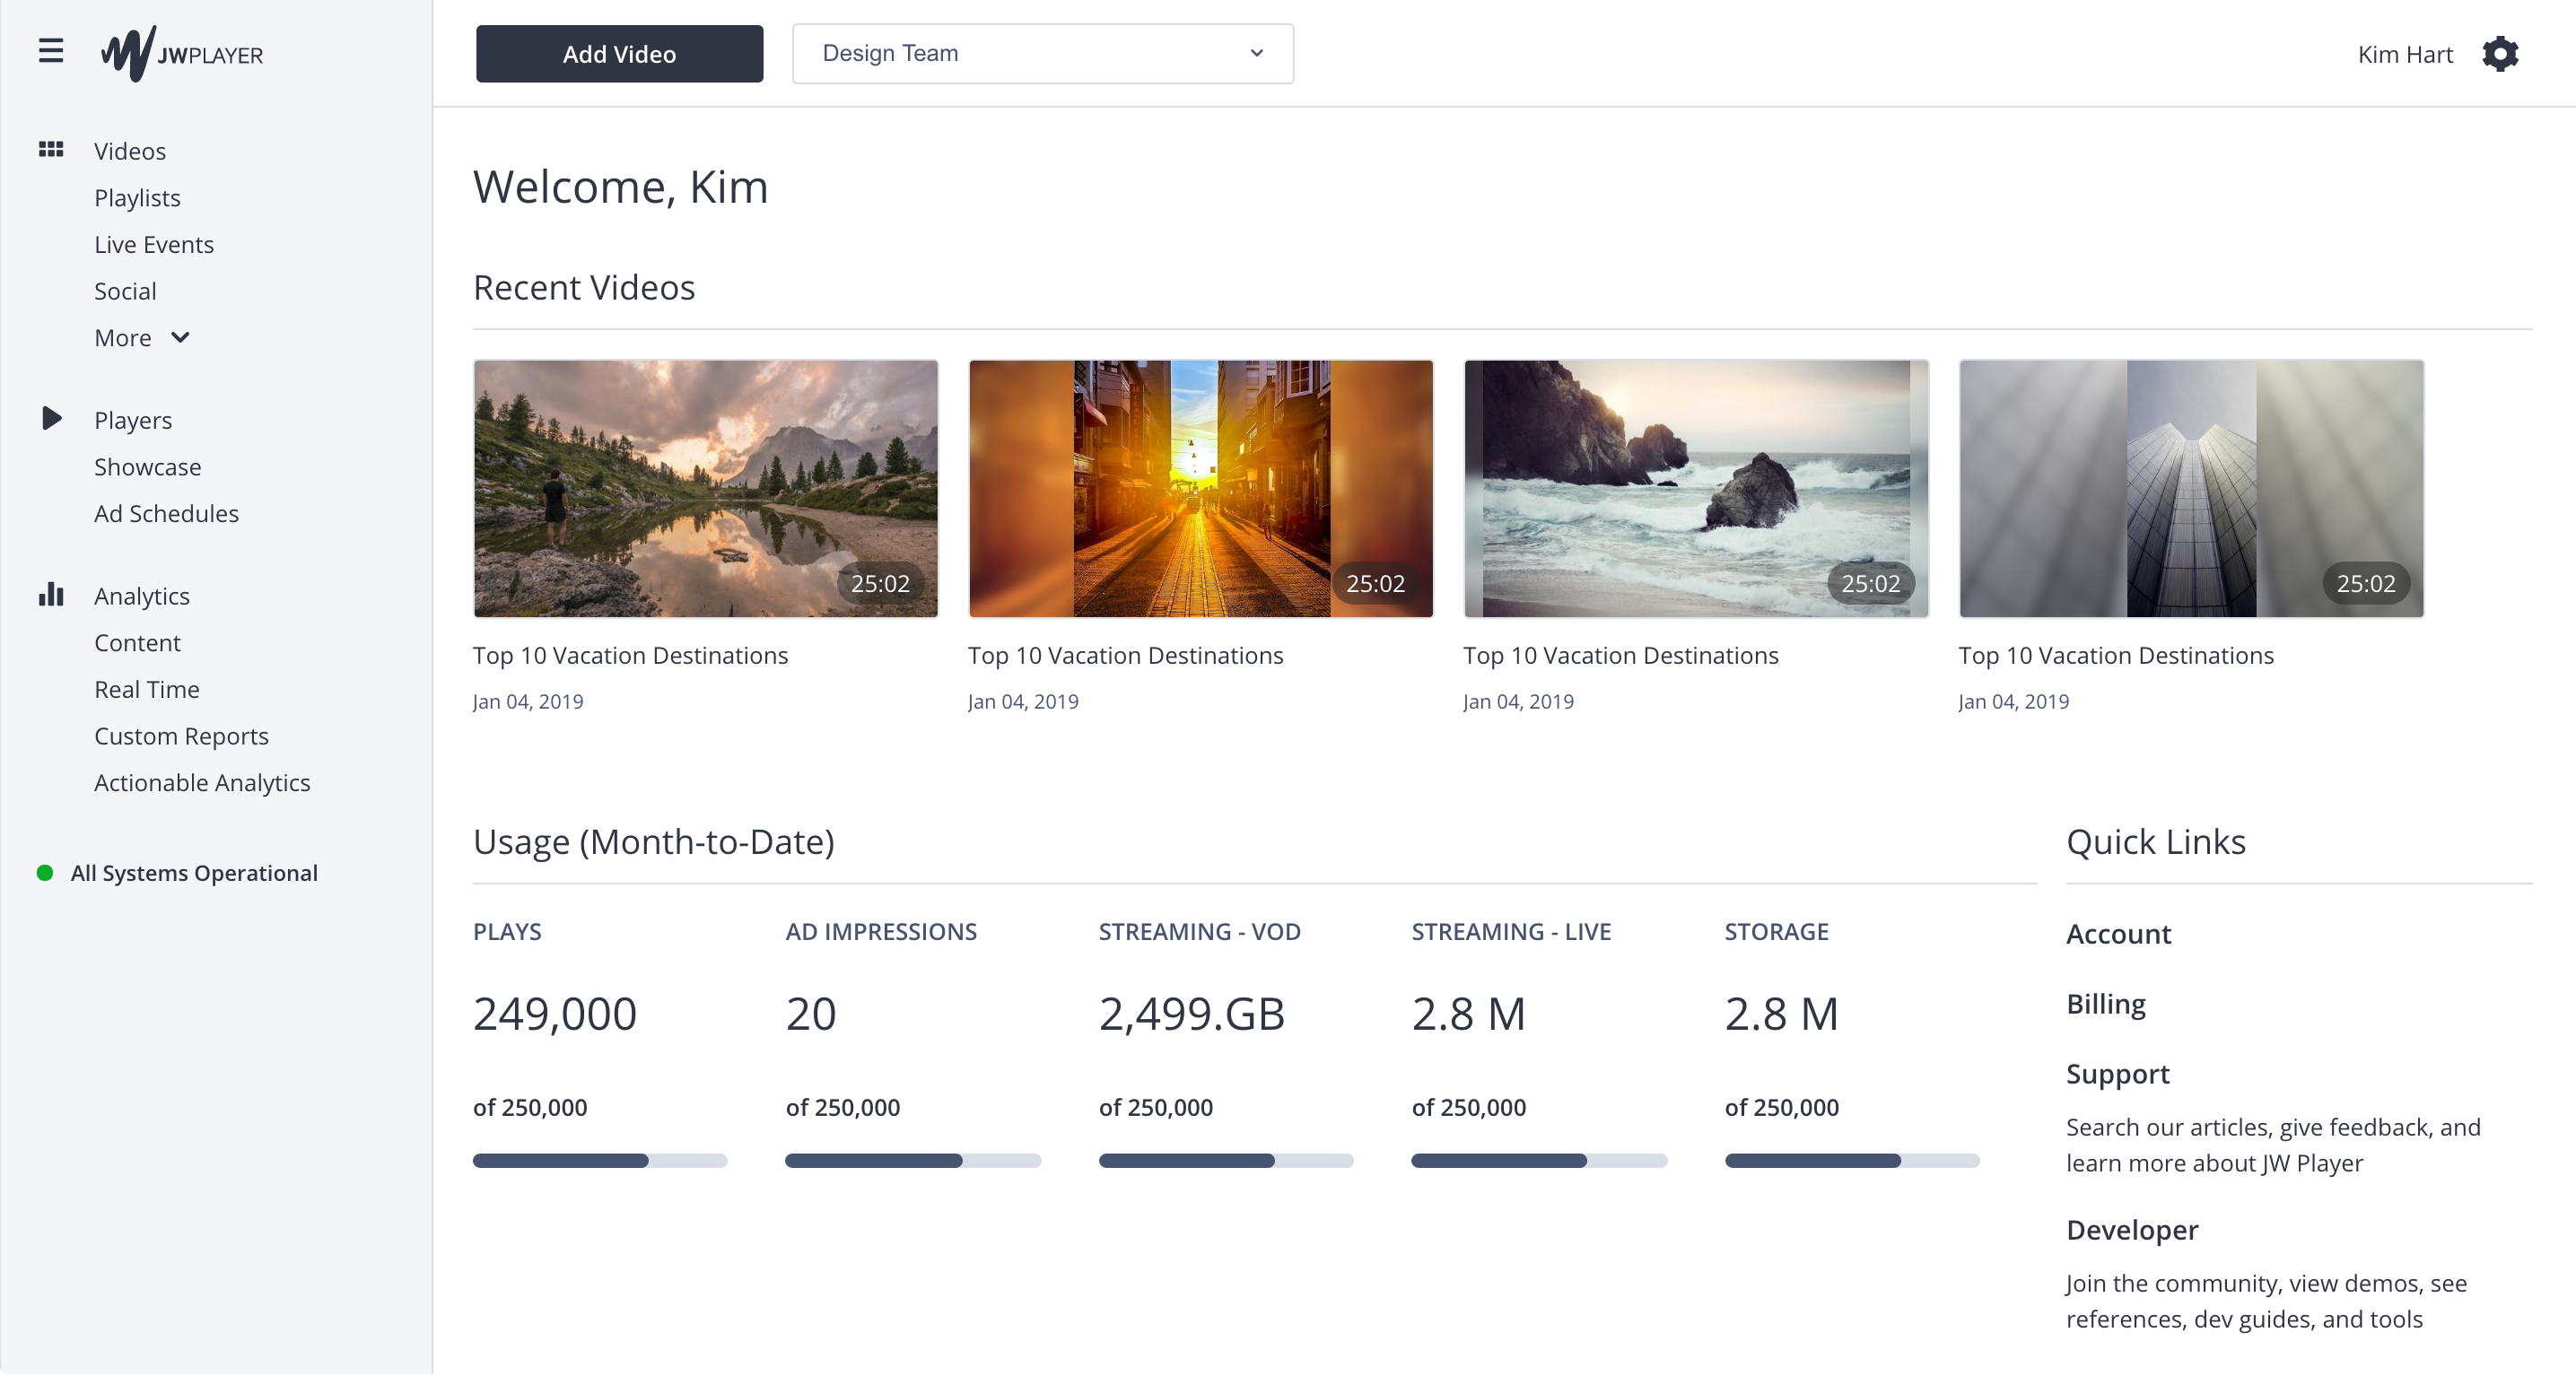 JWPLAYER
Add Video
Design Team
Kim Hart
Videos
Playlists
Live Events
Social
More
Players
Showcase
Ad Schedules
Analytics
Content
Real Time
Custom Reports
Actionable Analytics
All Systems Operational
Welcome, Kim
Recent Videos
25:02
25:02
25:02
25:02
Top 10 Vacation Destinations
Top 10 Vacation Destinations
Top 10 Vacation Destinations
Top 10 Vacation Destinations
Jan 04, 2019
Jan 04, 2019
Jan 04, 2019
Jan 04, 2019
Usage (Month-to-Date)
PLAYS
249,000
of 250,000
AD IMPRESSIONS
20
of 250,000
STREAMING - VOD
2,499.GB
of 250,000
STREAMING - LIVE
2.8 M
of 250,000
STORAGE
2.8 M
of 250,000
Quick Links
Account
Billing
Support
Search our articles, give feedback, and
learn more about JW Player
Developer
Join the community, view demos, see
references, dev guides, and tools